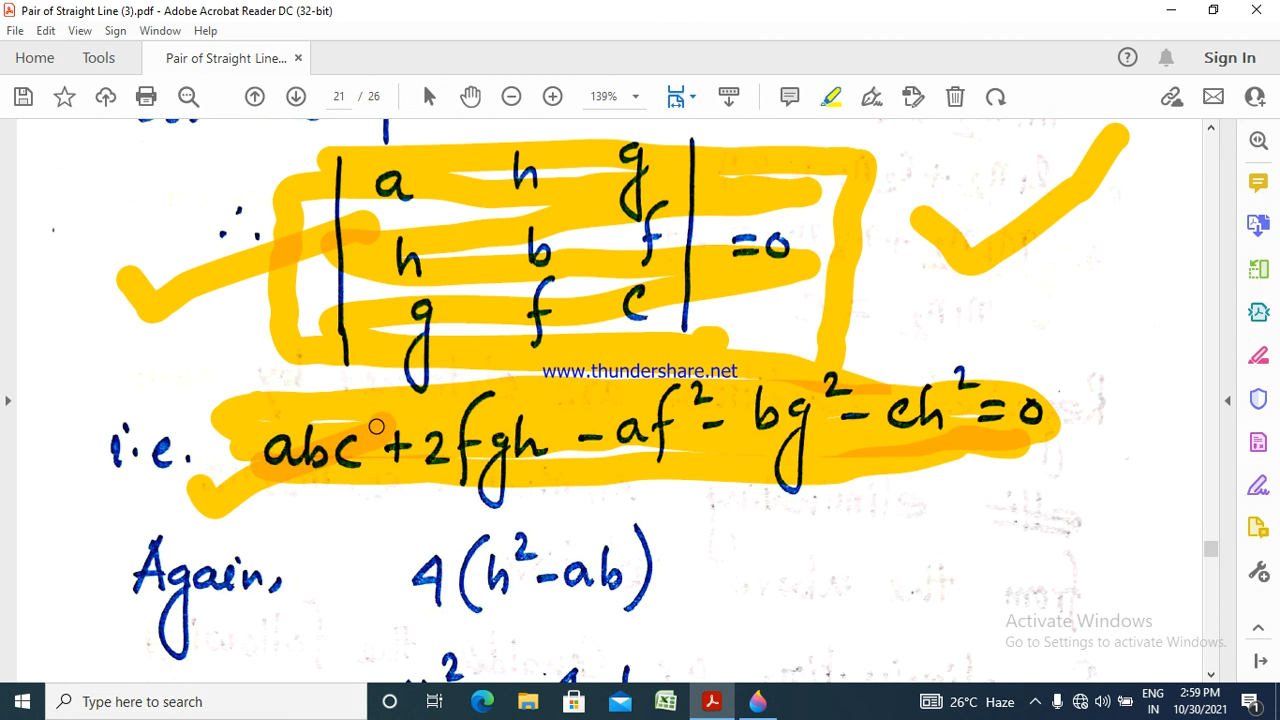 Pair of Straight Line (3).pdf - Adobe Acrobat Reader DC (32-bit)
File Edit View Sign Window Help
Home Tools Pair of Straight Line... × Sign In
21 / 26 139%
∴ | a h g |
| h b f | = 0
| g f c |
www.thundershare.net
i.e. abc + 2fgh - af² - bg² - ch² = 0
Again, 4(h² - ab)
Activate Windows
Go to Settings to activate Windows.
Type here to search
26°C Haze
ENG
IN
2:59 PM
10/30/2021
1